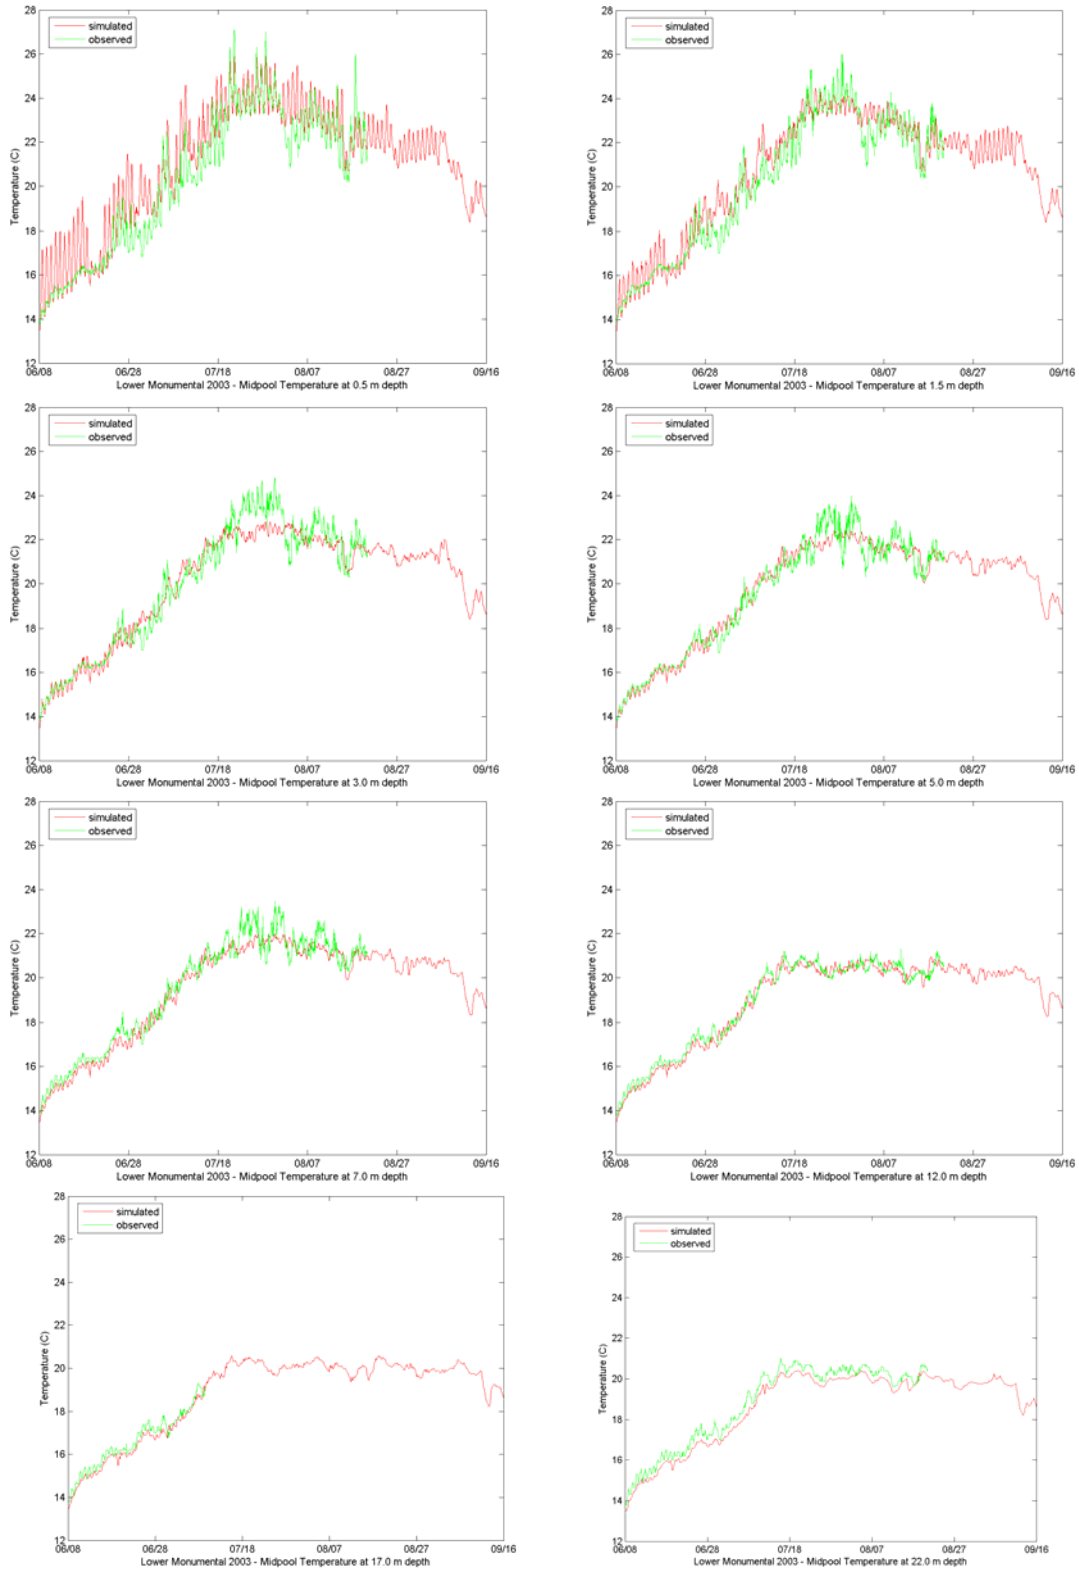 28
26
24
22
20
18
16
14
12
Temperature (C)
simulated
observed
06/08 06/28 07/18 08/07 08/27 09/16
Lower Monumental 2003 - Midpool Temperature at 0.5 m depth
28
26
24
22
20
18
16
14
12
Temperature (C)
simulated
observed
06/08 06/28 07/18 08/07 08/27 09/16
Lower Monumental 2003 - Midpool Temperature at 1.5 m depth
28
26
24
22
20
18
16
14
12
Temperature (C)
simulated
observed
06/08 06/28 07/18 08/07 08/27 09/16
Lower Monumental 2003 - Midpool Temperature at 3.0 m depth
28
26
24
22
20
18
16
14
12
Temperature (C)
simulated
observed
06/08 06/28 07/18 08/07 08/27 09/16
Lower Monumental 2003 - Midpool Temperature at 5.0 m depth
28
26
24
22
20
18
16
14
12
Temperature (C)
simulated
observed
06/08 06/28 07/18 08/07 08/27 09/16
Lower Monumental 2003 - Midpool Temperature at 7.0 m depth
28
26
24
22
20
18
16
14
12
Temperature (C)
simulated
observed
06/08 06/28 07/18 08/07 08/27 09/16
Lower Monumental 2003 - Midpool Temperature at 12.0 m depth
28
26
24
22
20
18
16
14
12
Temperature (C)
simulated
observed
06/08 06/28 07/18 08/07 08/27 09/16
Lower Monumental 2003 - Midpool Temperature at 17.0 m depth
28
26
24
22
20
18
16
14
12
Temperature (C)
simulated
observed
06/08 06/28 07/18 08/07 08/27 09/16
Lower Monumental 2003 - Midpool Temperature at 22.0 m depth